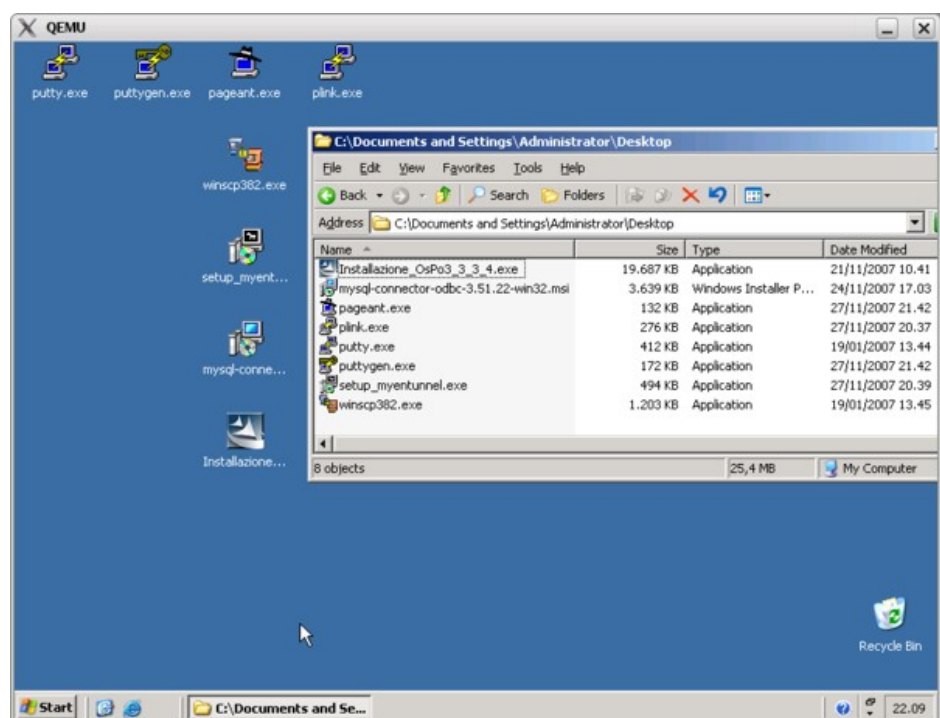 QEMU
putty.exe puttygen.exe pageant.exe plink.exe
winscp382.exe
setup_myent...
mysql-conne...
Installazione...
C:\Documents and Settings\Administrator\Desktop
File Edit View Favorites Tools Help
Back Search Folders
Address C:\Documents and Settings\Administrator\Desktop
Name Size Type Date Modified
Installazione_OsPo3_3_3_4.exe 19.687 KB Application 21/11/2007 10.41
mysql-connector-odbc-3.51.22-win32.msi 3.639 KB Windows Installer P... 24/11/2007 17.03
pageant.exe 132 KB Application 27/11/2007 21.42
plink.exe 276 KB Application 27/11/2007 20.37
putty.exe 412 KB Application 19/01/2007 13.44
puttygen.exe 172 KB Application 27/11/2007 21.42
setup_myentunnel.exe 494 KB Application 27/11/2007 20.39
winscp382.exe 1.203 KB Application 19/01/2007 13.45
8 objects 25,4 MB My Computer
Recycle Bin
Start C:\Documents and Se... 22.09